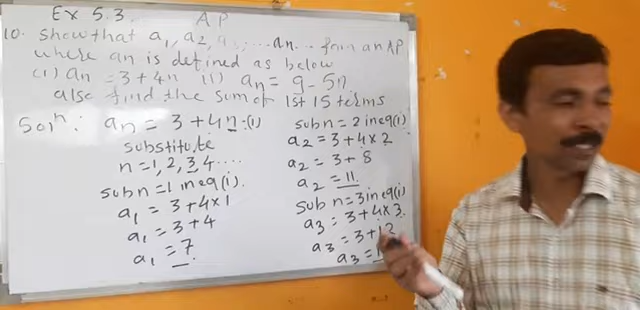 Ex 5.3. AP
10. Show that a₁, a₂, a₃ .... an.. form an AP
where an is defined as below
(i) an = 3+4n (ii) an = 9-5n
also find the sum of 1st 15 terms
Solⁿ: an = 3 + 4n.(i)
substitute
n=1, 2, 3, 4 ....
sub n=1 in eq(i).
a₁ = 3+4×1
a₁ = 3+4
a₁ = 7
sub n=2 in eq(i)
a₂ = 3+4×2
a₂ = 3+8
a₂ = 11
sub n=3 in eq(i)
a₃ = 3+4×3
a₃ = 3+12
a₃ =